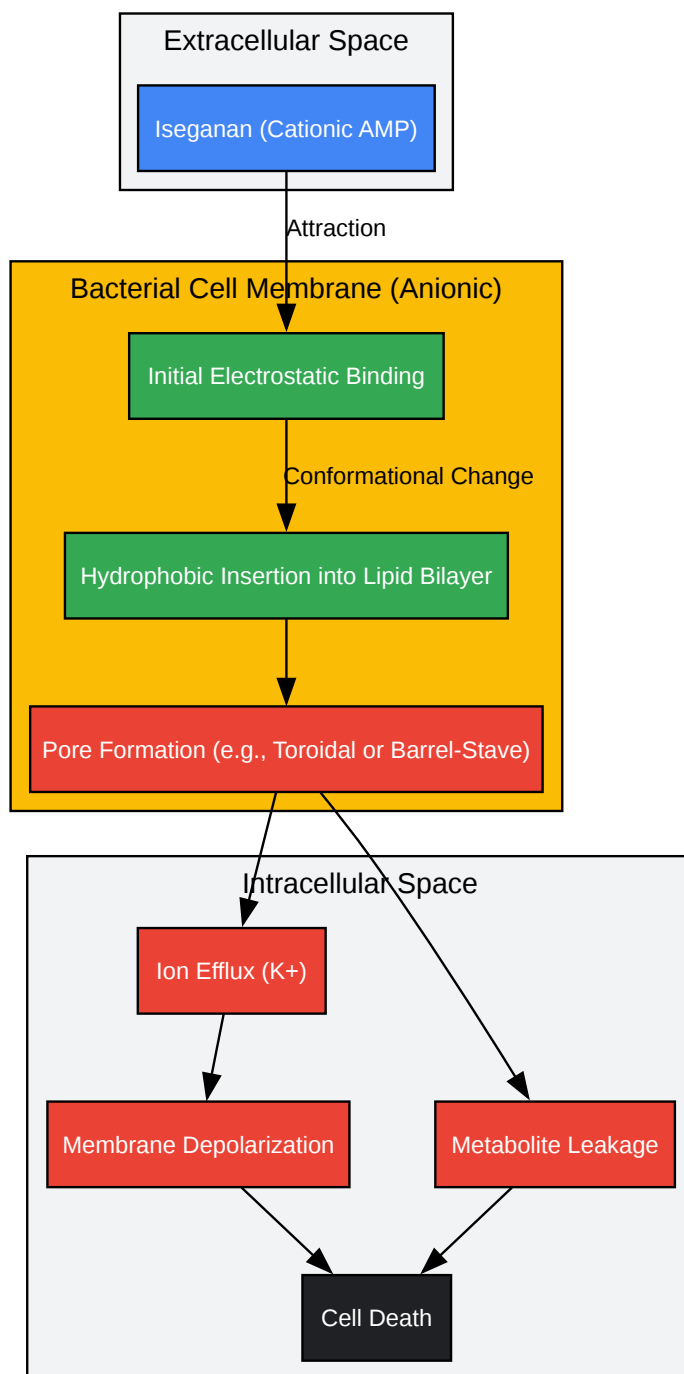 Extracellular Space
Iseganan (Cationic AMP)
Attraction
Bacterial Cell Membrane (Anionic)
Initial Electrostatic Binding
Conformational Change
Hydrophobic Insertion into Lipid Bilayer
Pore Formation (e.g., Toroidal or Barrel-Stave)
Intracellular Space
Ion Efflux (K+)
Membrane Depolarization
Metabolite Leakage
Cell Death